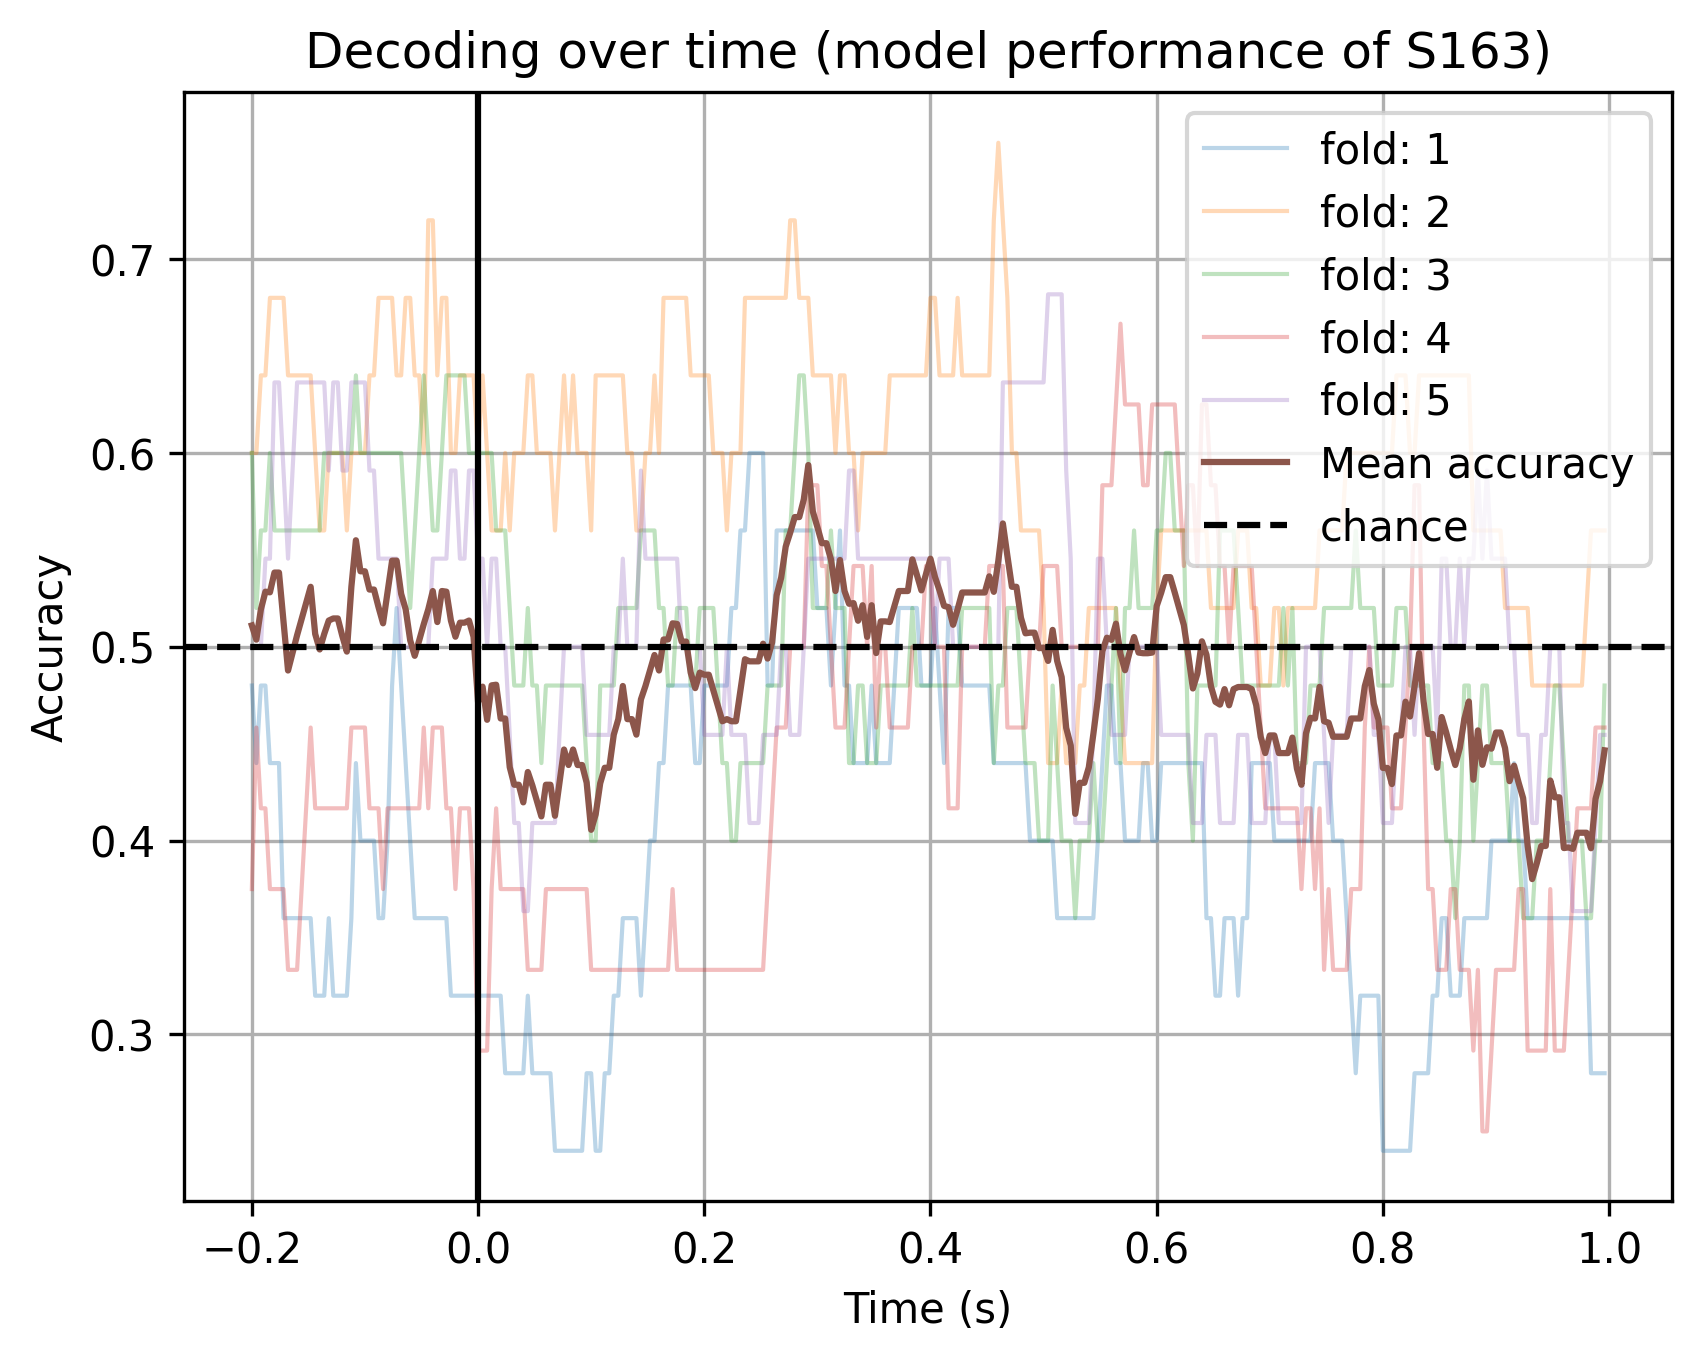 Decoding over time (model performance of S163)
fold: 1
fold: 2
fold: 3
fold: 4
fold: 5
Mean accuracy
chance
Accuracy
0.7
0.6
0.5
0.4
0.3
−0.2 0.0 0.2 0.4 0.6 0.8 1.0
Time (s)